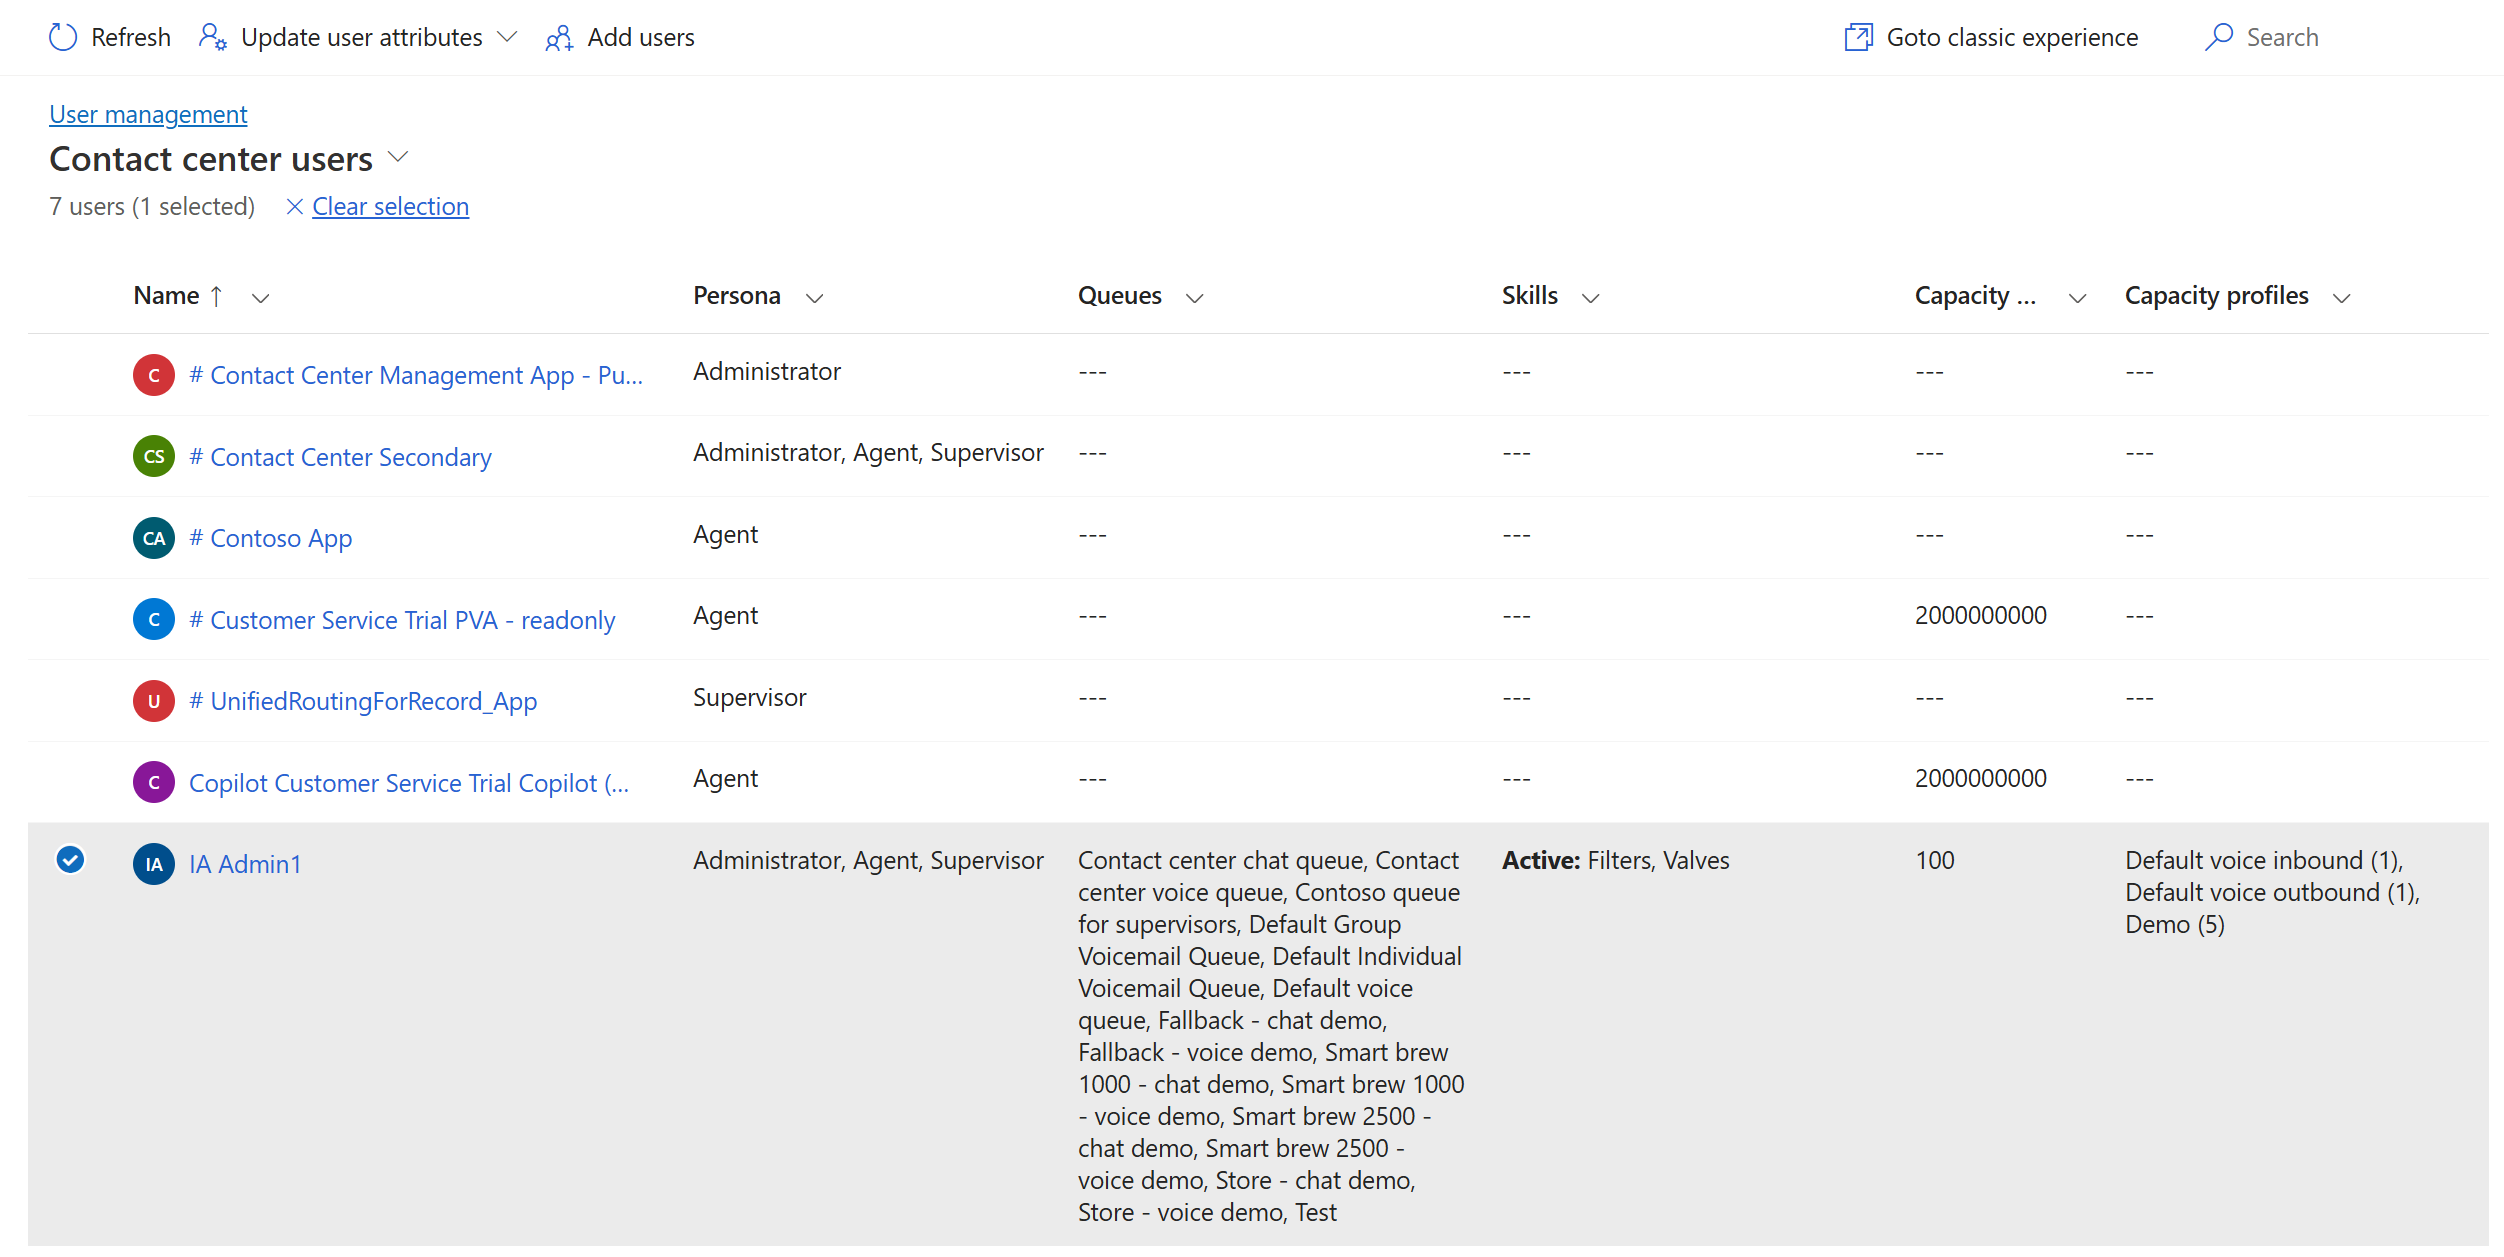 Refresh Update user attributes Add users Goto classic experience Search
User management
Contact center users
7 users (1 selected) Clear selection
Name ↑ Persona Queues Skills Capacity ... Capacity profiles
C # Contact Center Management App - Pu... Administrator --- --- --- ---
CS # Contact Center Secondary Administrator, Agent, Supervisor --- --- --- ---
CA # Contoso App Agent --- --- --- ---
C # Customer Service Trial PVA - readonly Agent --- --- 2000000000 ---
U # UnifiedRoutingForRecord_App Supervisor --- --- --- ---
C Copilot Customer Service Trial Copilot (... Agent --- --- 2000000000 ---
IA IA Admin1 Administrator, Agent, Supervisor Contact center chat queue, Contact Active: Filters, Valves 100 Default voice inbound (1),
center voice queue, Contoso queue Default voice outbound (1),
for supervisors, Default Group Demo (5)
Voicemail Queue, Default Individual
Voicemail Queue, Default voice
queue, Fallback - chat demo,
Fallback - voice demo, Smart brew
1000 - chat demo, Smart brew 1000
- voice demo, Smart brew 2500 -
chat demo, Smart brew 2500 -
voice demo, Store - chat demo,
Store - voice demo, Test